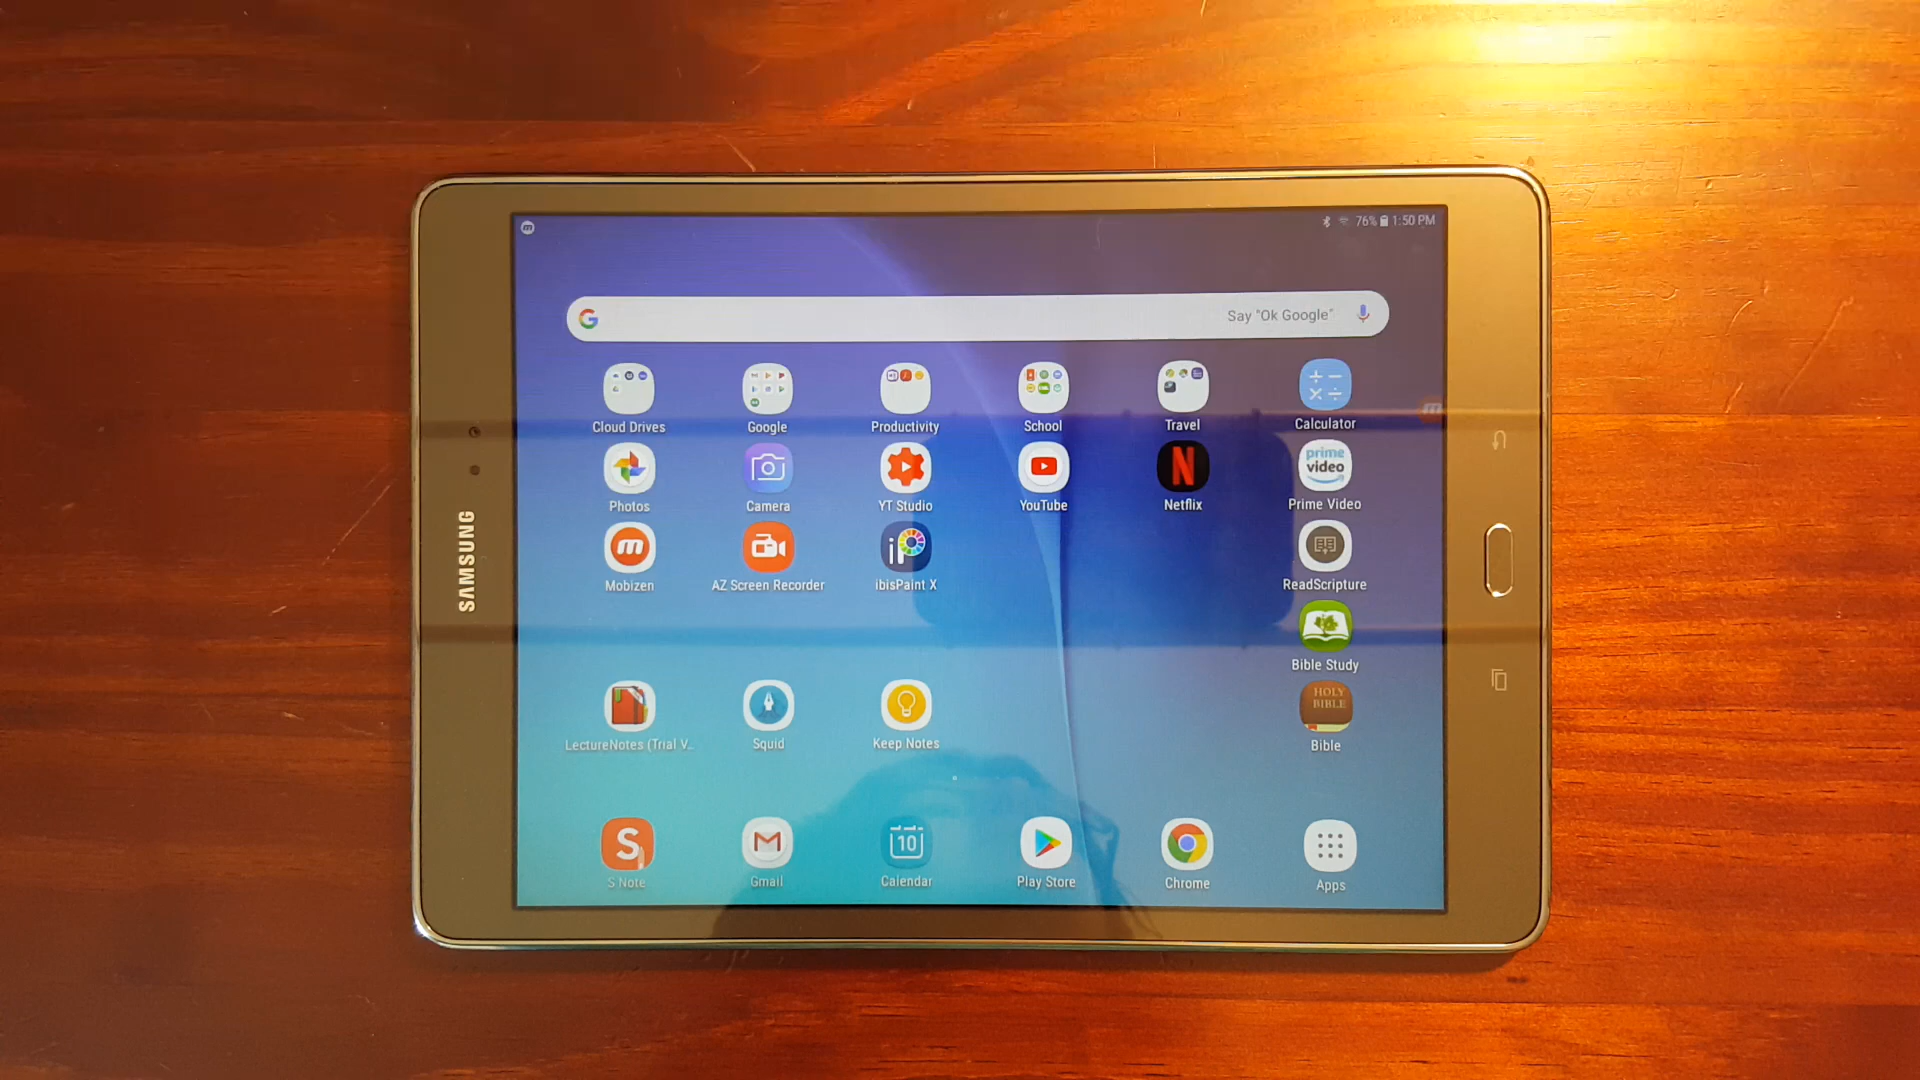 76% 1:50 PM
Say "Ok Google"
Cloud Drives
Google
Productivity
School
Travel
Calculator
prime
video
Photos
Camera
YT Studio
YouTube
Netflix
Prime Video
SAMSUNG
Mobizen
AZ Screen Recorder
ibisPaint X
ReadScripture
Bible Study
HOLY
BIBLE
LectureNotes (Trial V..
Squid
Keep Notes
Bible
10
S Note
Gmail
Calendar
Play Store
Chrome
Apps